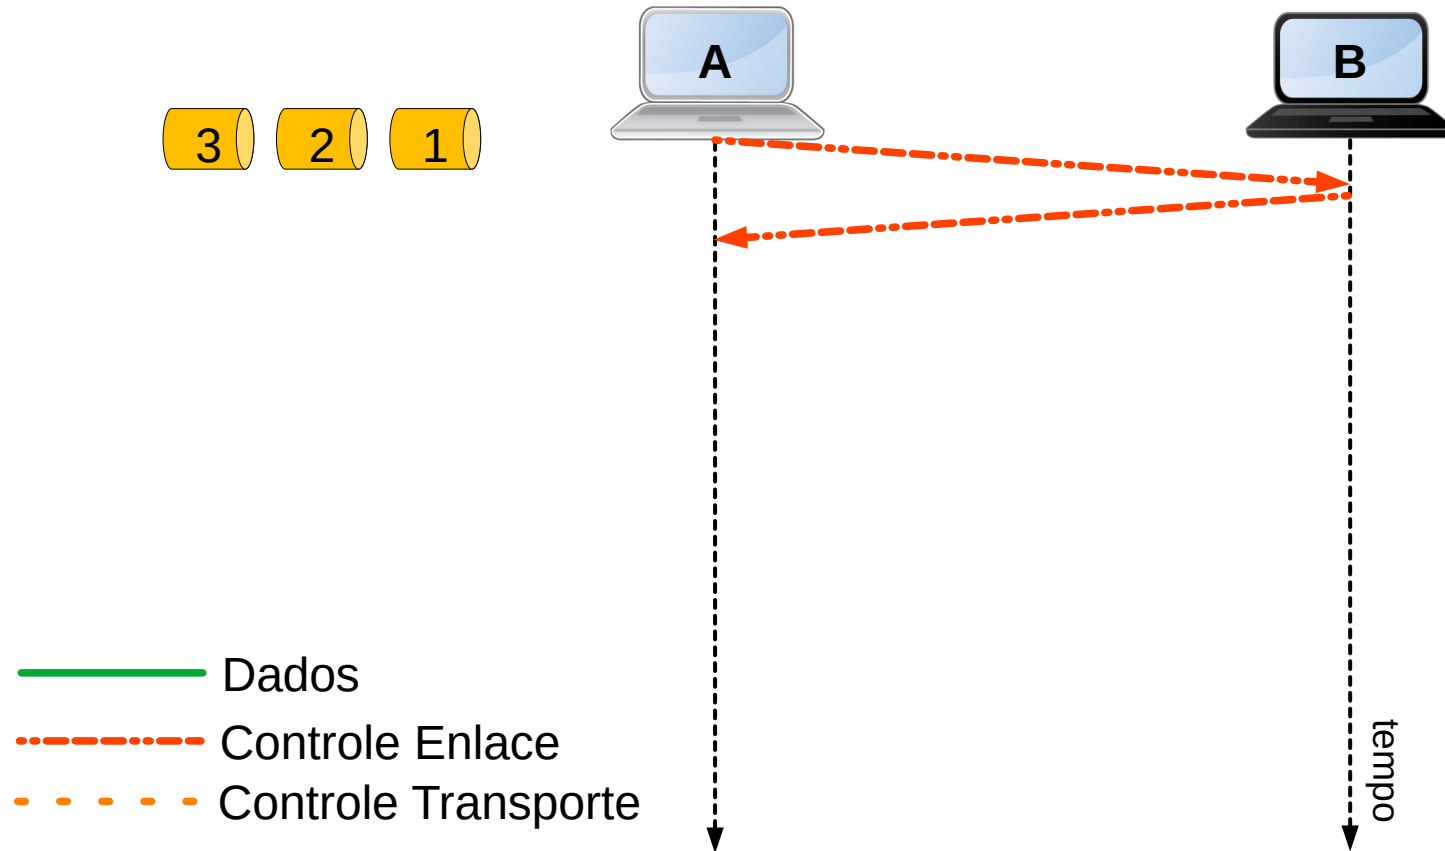 A
B
3 2 1
Dados
Controle Enlace
Controle Transporte
tempo